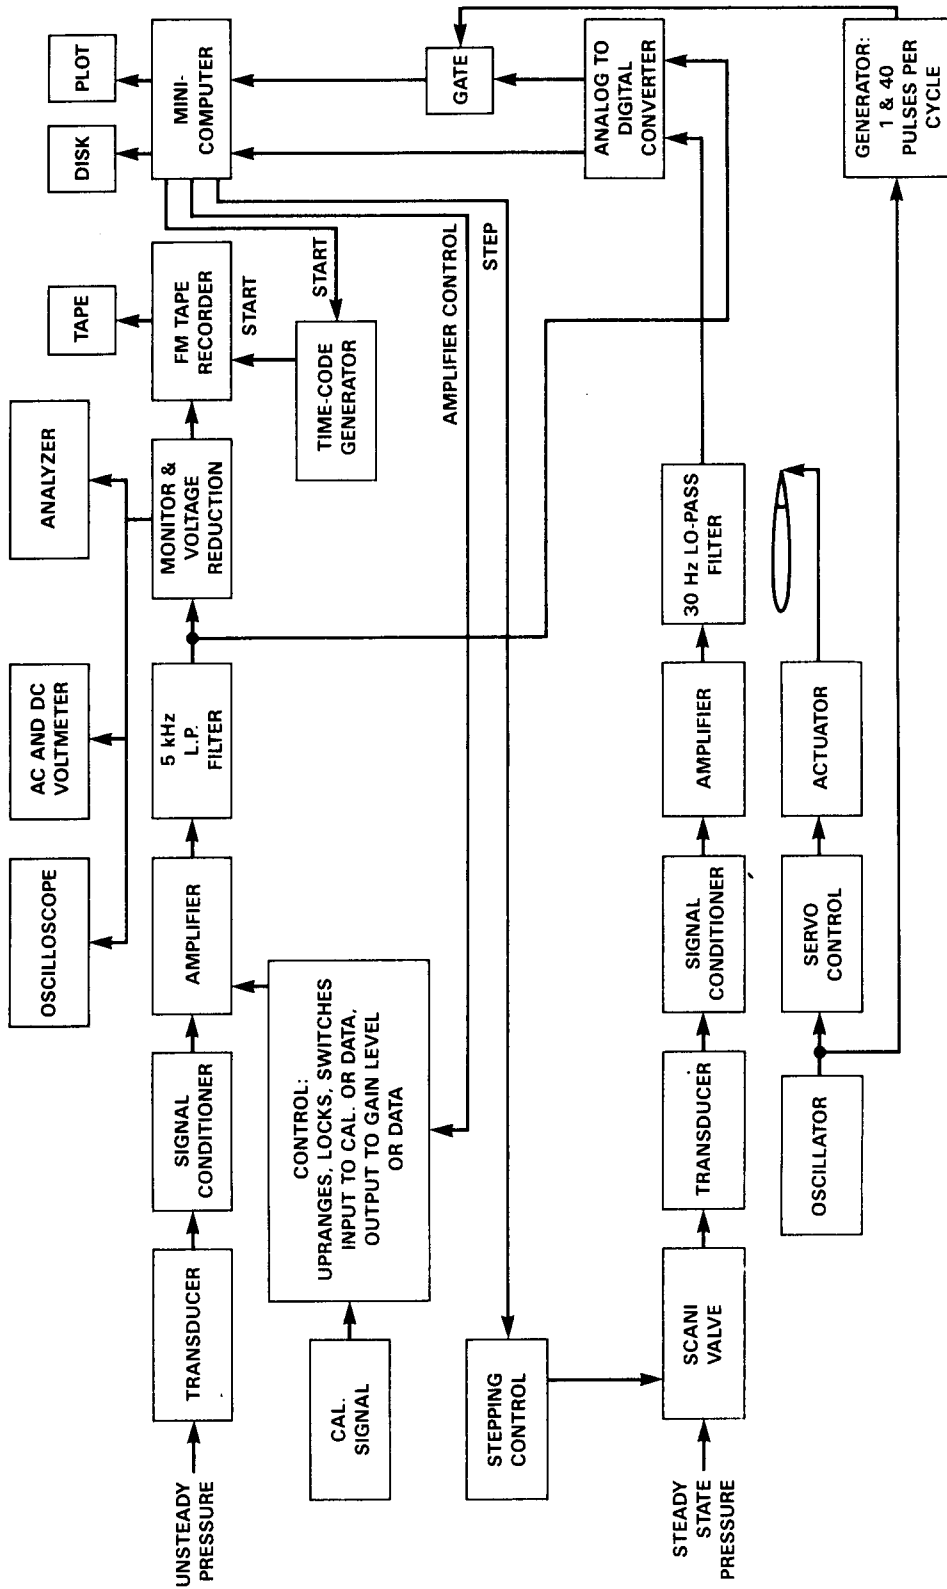 OSCILLOSCOPE
AC AND DC
VOLTMETER
ANALYZER
TAPE
DISK
PLOT
UNSTEADY
PRESSURE
TRANSDUCER
SIGNAL
CONDITIONER
AMPLIFIER
5 kHz
L.P.
FILTER
MONITOR &
VOLTAGE
REDUCTION
FM TAPE
RECORDER
MINI-
COMPUTER
START
START
CAL.
SIGNAL
CONTROL:
UPRANGES, LOCKS, SWITCHES
INPUT TO CAL. OR DATA,
OUTPUT TO GAIN LEVEL
OR DATA
TIME-CODE
GENERATOR
GATE
AMPLIFIER CONTROL
STEP
STEPPING
CONTROL
ANALOG TO
DIGITAL
CONVERTER
STEADY
STATE
PRESSURE
SCANI
VALVE
TRANSDUCER
SIGNAL
CONDITIONER
AMPLIFIER
30 Hz LO-PASS
FILTER
OSCILLATOR
SERVO
CONTROL
ACTUATOR
GENERATOR:
1 & 40
PULSES PER
CYCLE